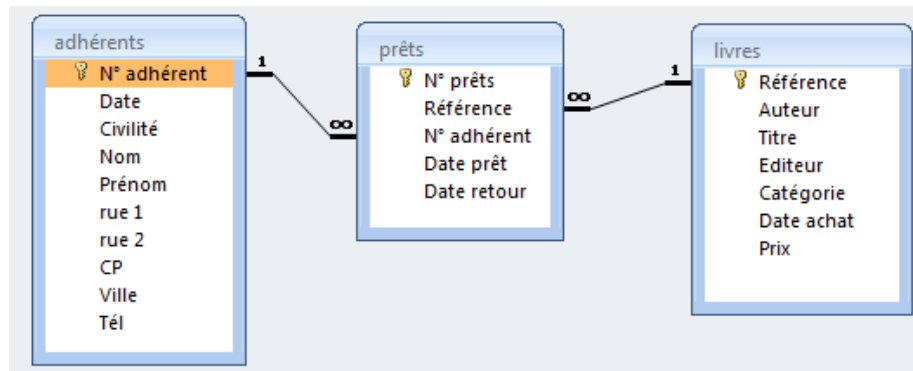 adhérents
N° adhérent
Date
Civilité
Nom
Prénom
rue 1
rue 2
CP
Ville
Tél
1
∞
prêts
N° prêts
Référence
N° adhérent
Date prêt
Date retour
∞
1
livres
Référence
Auteur
Titre
Editeur
Catégorie
Date achat
Prix